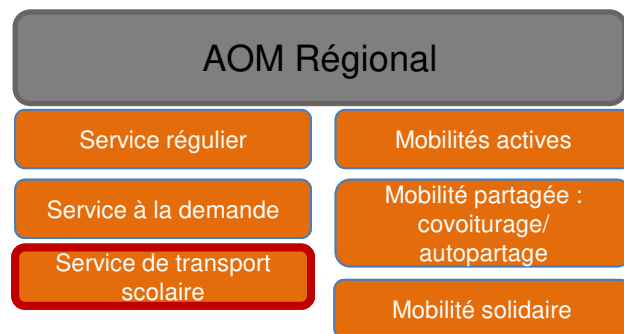 AOM Régional
Service régulier
Service à la demande
Service de transport
scolaire
Mobilités actives
Mobilité partagée :
covoiturage/
autopartage
Mobilité solidaire